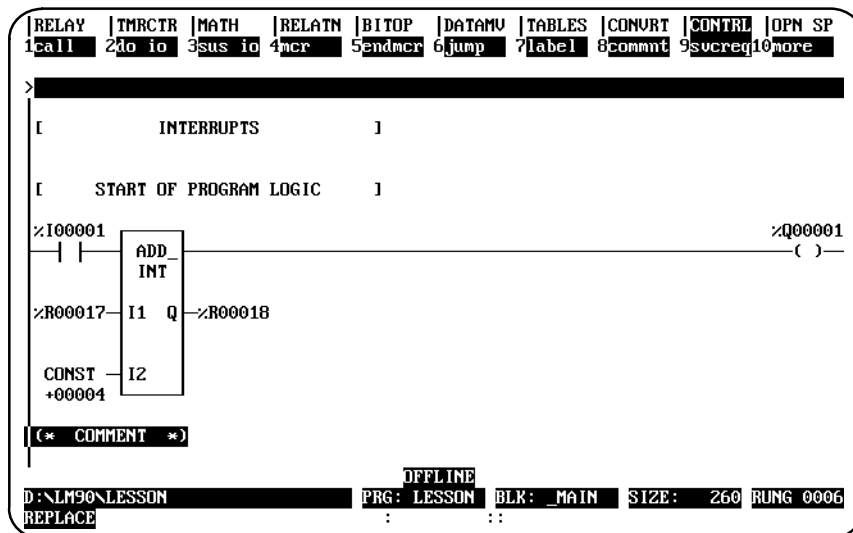 RELAY |TMRCTR |MATH |RELATN |BITOP |DATAMV |TABLES |CONVRT |CONTRL |OPN SP
1call 2do io 3sus io 4mcr 5endmcr 6jump 7label 8commnt 9svcreq10more
>
[ INTERRUPTS ]
[ START OF PROGRAM LOGIC ]
%I00001 %Q00001
ADD_
INT
%R00017 I1 Q %R00018
CONST I2
+00004
(* COMMENT *)
OFFLINE
D:\LM90\LESSON PRG: LESSON BLK: _MAIN SIZE: 260 RUNG 0006
REPLACE : ::